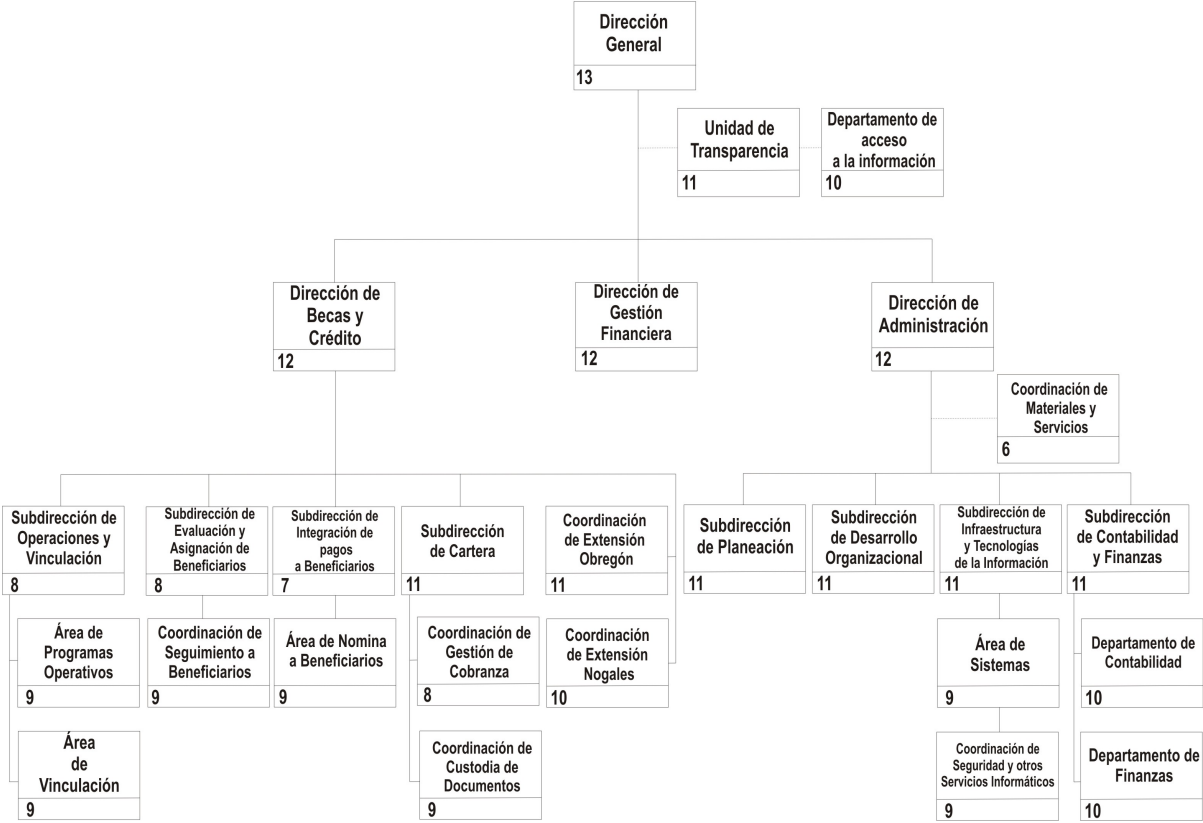 Dirección
General
13
Unidad de
Transparencia
11
Departamento de
acceso
a la información
10
Dirección de
Becas y
Crédito
12
Dirección de
Gestión
Financiera
12
Dirección de
Administración
12
Coordinación de
Materiales y
Servicios
6
Subdirección de
Operaciones y
Vinculación
8
Subdirección de
Evaluación y
Asignación de
Beneficiarios
8
Subdirección de
Integración de
pagos
a Beneficiarios
7
Subdirección
de Cartera
11
Coordinación
de Extensión
Obregón
11
Subdirección
de Planeación
11
Subdirección
de Desarrollo
Organizacional
11
Subdirección de
Infraestructura
y Tecnologías
de la Información
11
Subdirección
de Contabilidad
y Finanzas
11
Área de
Programas
Operativos
9
Coordinación de
Seguimiento a
Beneficiarios
9
Área de Nomina
a Beneficiarios
9
Coordinación de
Gestión de
Cobranza
8
Coordinación
de Extensión
Nogales
10
Área de
Sistemas
9
Departamento de
Contabilidad
10
Área
de
Vinculación
9
Coordinación de
Custodia de
Documentos
9
Coordinación de
Seguridad y otros
Servicios Informáticos
9
Departamento de
Finanzas
10